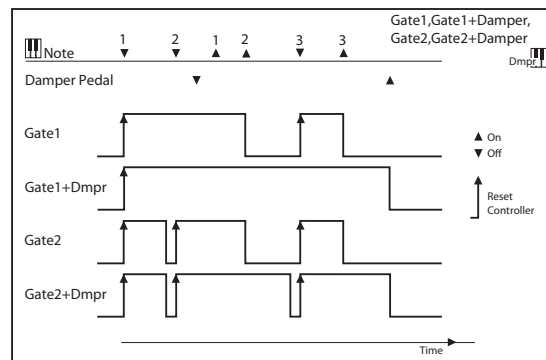 Gate1,Gate1+Damper,
Gate2,Gate2+Damper
1 2 1 2 3 3
Note
Dmpr
Damper Pedal
Gate1
On
Off
Gate1+Dmpr
Reset
Controller
Gate2
Gate2+Dmpr
Time